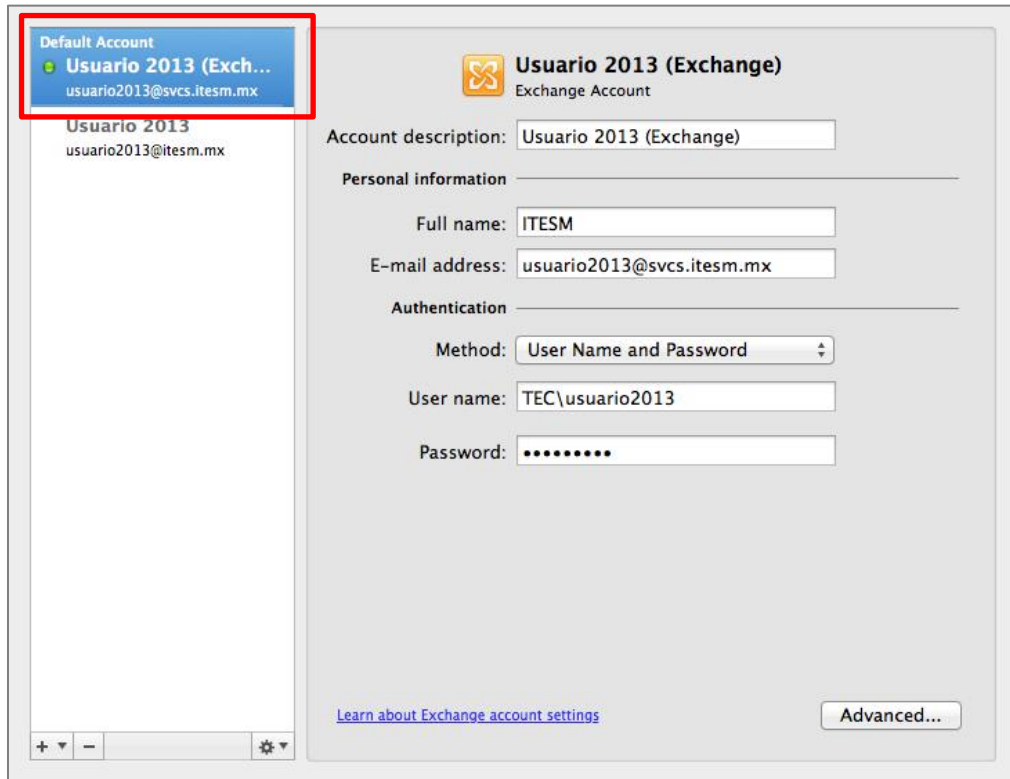 Default Account
Usuario 2013 (Exch...
usuario2013@svcs.itesm.mx
Usuario 2013
usuario2013@itesm.mx
Usuario 2013 (Exchange)
Exchange Account
Account description: Usuario 2013 (Exchange)
Personal information
Full name: ITESM
E-mail address: usuario2013@svcs.itesm.mx
Authentication
Method: User Name and Password
User name: TEC\usuario2013
Password: •••••••••
Learn about Exchange account settings
Advanced...